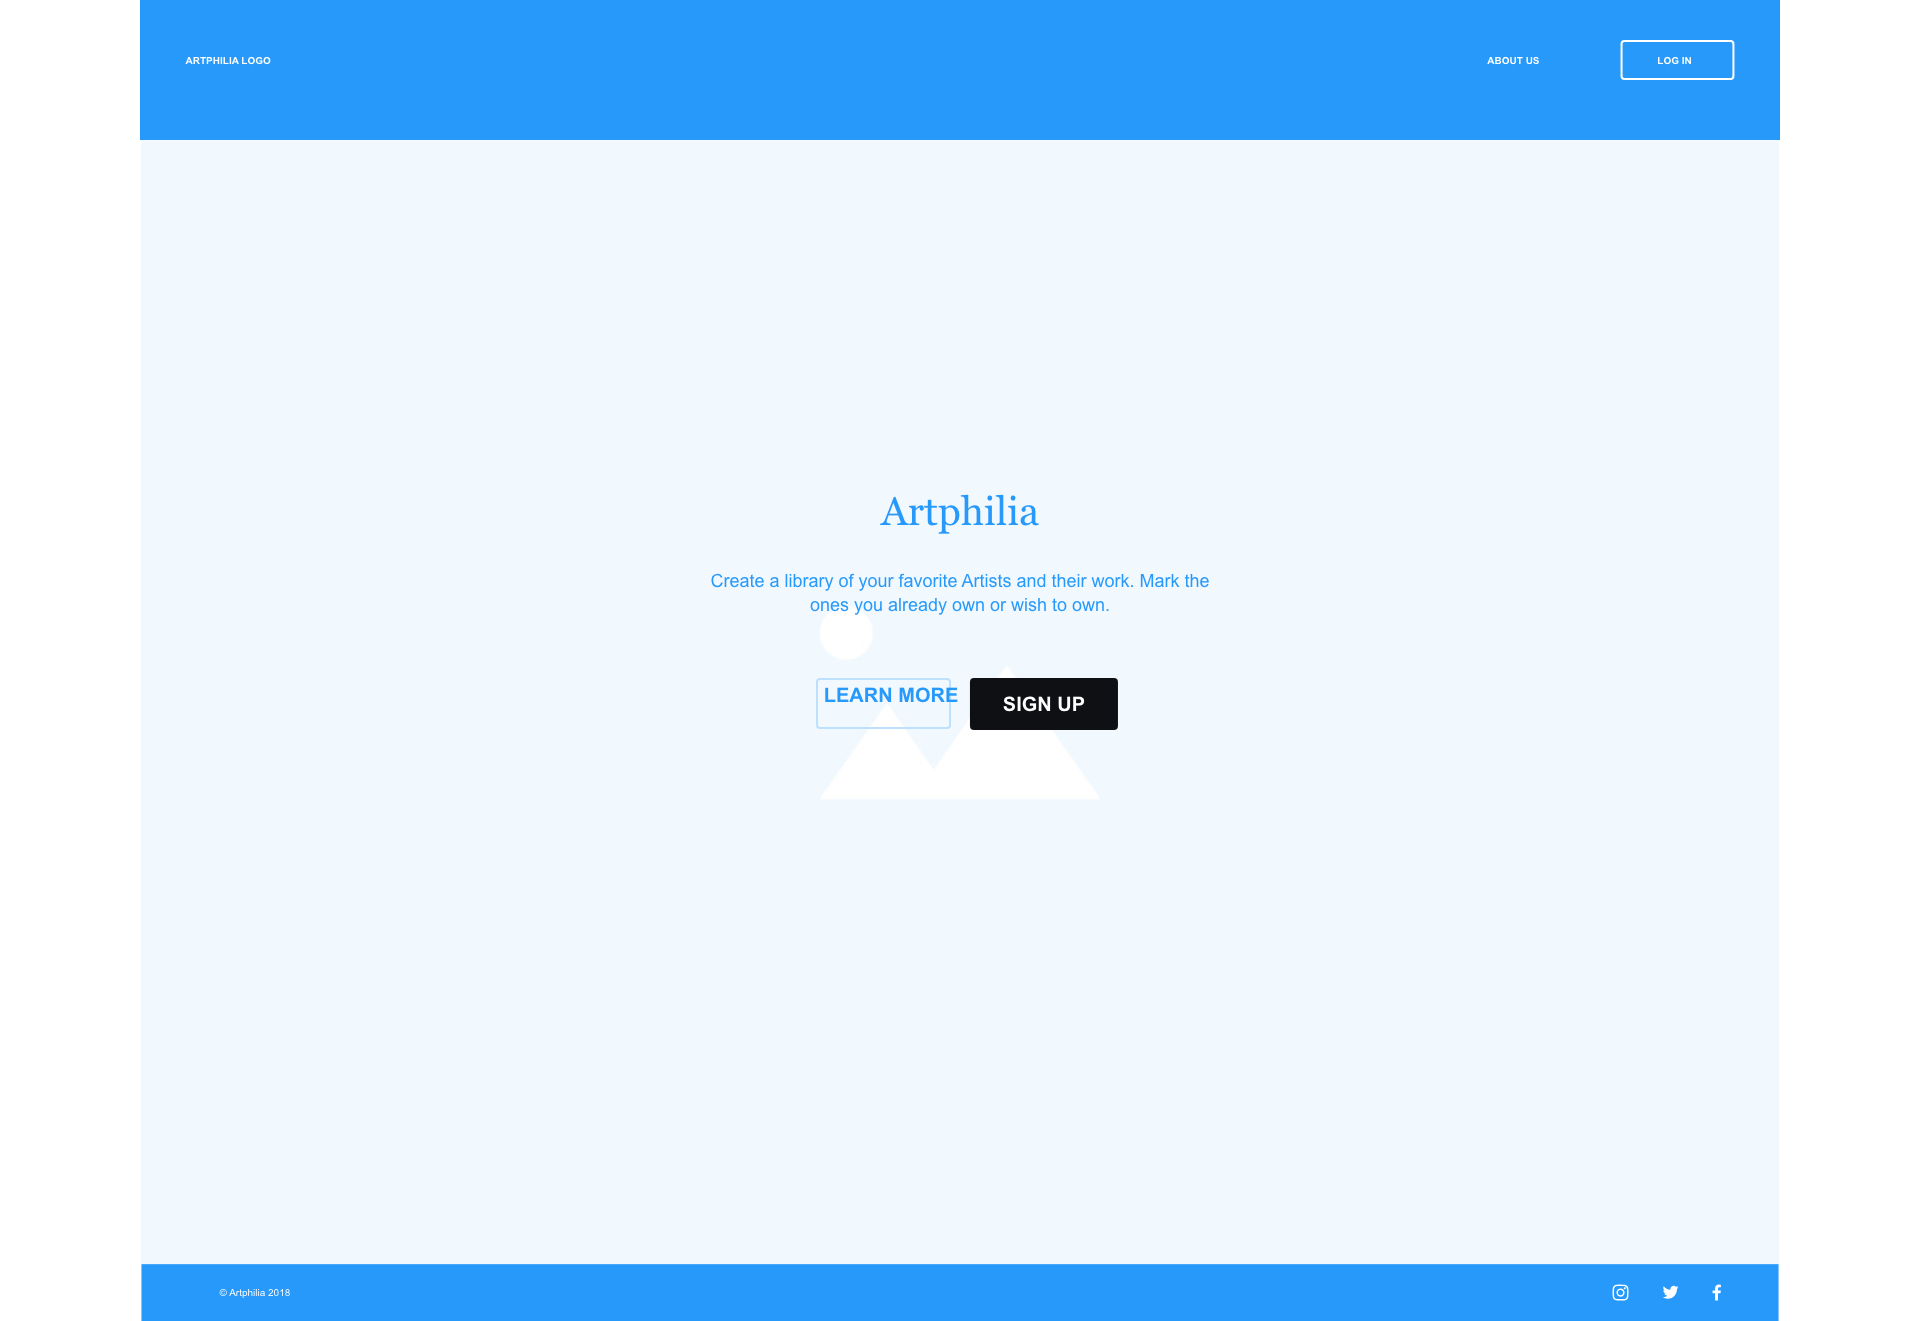 ARTPHILIA LOGO
ABOUT US
LOG IN
Artphilia
Create a library of your favorite Artists and their work. Mark the
ones you already own or wish to own.
LEARN MORE
SIGN UP
© Artphilia 2018